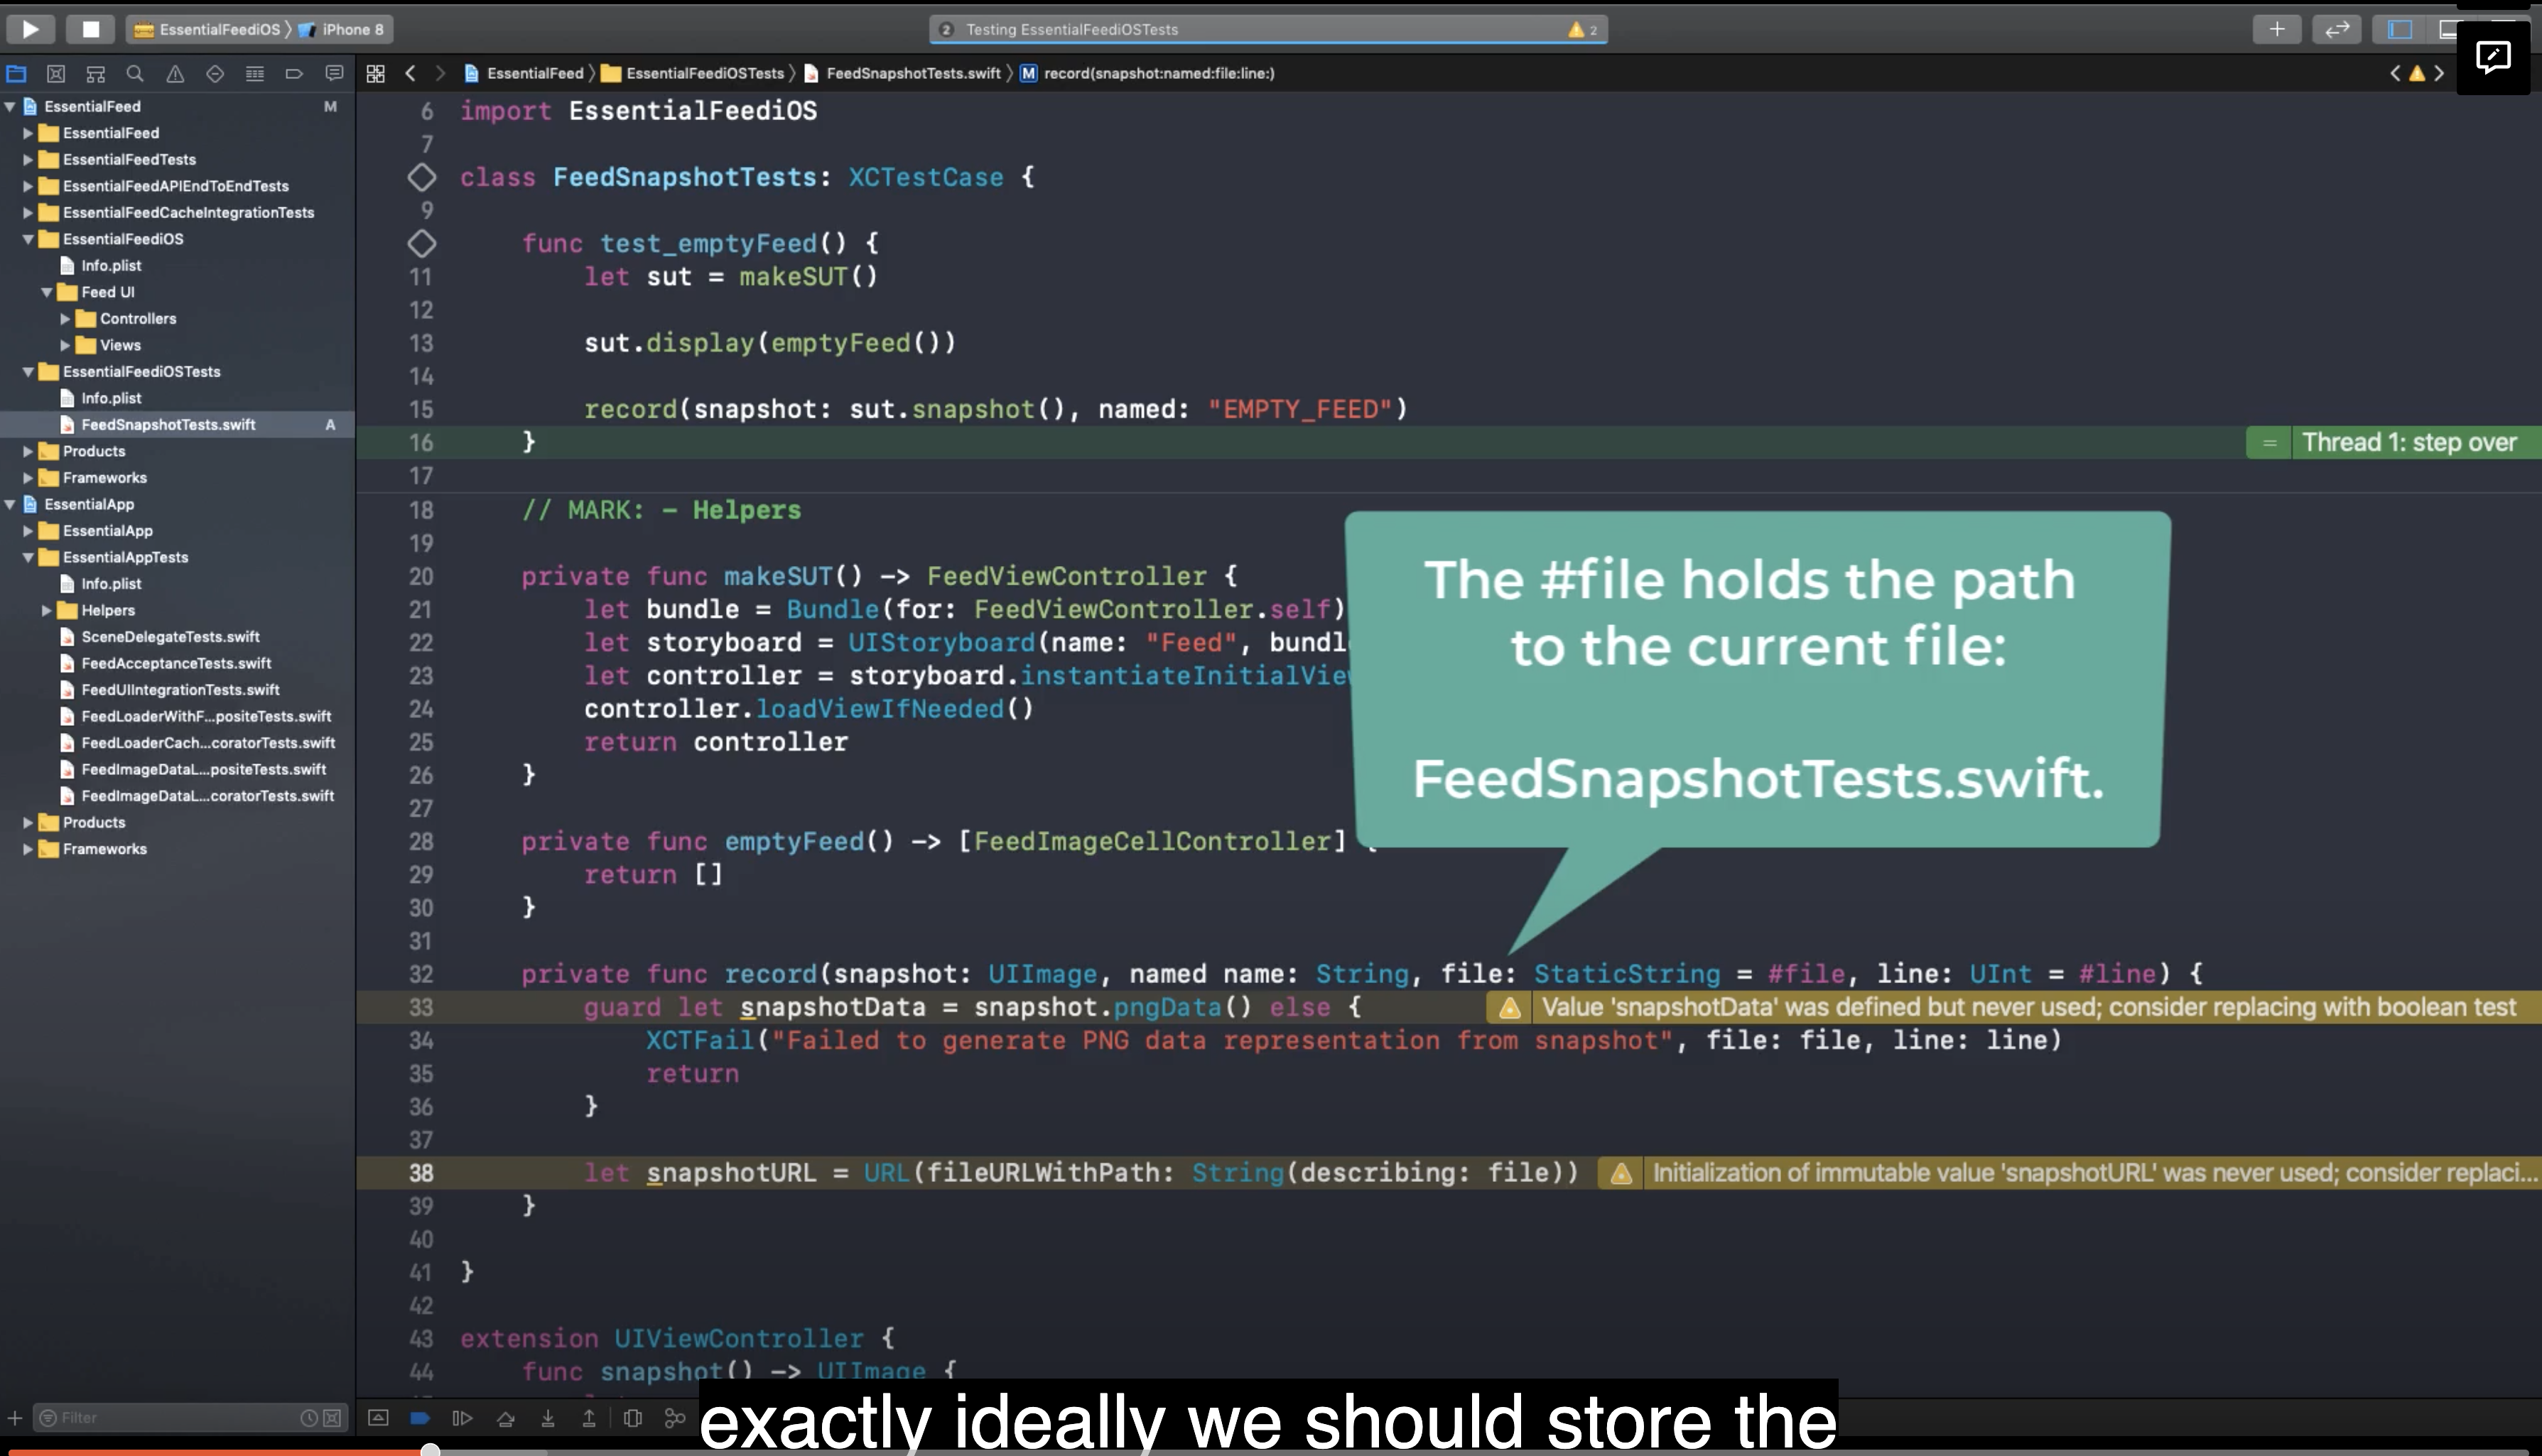 EssentialFeediOS 〉 iPhone 8
2 Testing EssentialFeediOSTests 2
EssentialFeed 〉 EssentialFeediOSTests 〉 FeedSnapshotTests.swift 〉 M record(snapshot:named:file:line:)
EssentialFeed M
EssentialFeed
EssentialFeedTests
EssentialFeedAPIEndToEndTests
EssentialFeedCacheIntegrationTests
EssentialFeediOS
Info.plist
Feed UI
Controllers
Views
EssentialFeediOSTests
Info.plist
FeedSnapshotTests.swift A
Products
Frameworks
EssentialApp
EssentialApp
EssentialAppTests
Info.plist
Helpers
SceneDelegateTests.swift
FeedAcceptanceTests.swift
FeedUIIntegrationTests.swift
FeedLoaderWithF...positeTests.swift
FeedLoaderCach...coratorTests.swift
FeedImageDataL...positeTests.swift
FeedImageDataL...coratorTests.swift
Products
Frameworks
Filter
6 import EssentialFeediOS
7
class FeedSnapshotTests: XCTestCase {
9
func test_emptyFeed() {
11 let sut = makeSUT()
12
13 sut.display(emptyFeed())
14
15 record(snapshot: sut.snapshot(), named: "EMPTY_FEED")
16 } = Thread 1: step over
17
18 // MARK: - Helpers
19
20 private func makeSUT() -> FeedViewController {
21 let bundle = Bundle(for: FeedViewController.self)
22 let storyboard = UIStoryboard(name: "Feed", bundl
23 let controller = storyboard.instantiateInitialVie
24 controller.loadViewIfNeeded()
25 return controller
26 }
27
28 private func emptyFeed() -> [FeedImageCellController] {
29 return []
30 }
31
32 private func record(snapshot: UIImage, named name: String, file: StaticString = #file, line: UInt = #line) {
33 guard let snapshotData = snapshot.pngData() else { Value 'snapshotData' was defined but never used; consider replacing with boolean test
34 XCTFail("Failed to generate PNG data representation from snapshot", file: file, line: line)
35 return
36 }
37
38 let snapshotURL = URL(fileURLWithPath: String(describing: file)) Initialization of immutable value 'snapshotURL' was never used; consider replaci...
39 }
40
41 }
42
43 extension UIViewController {
44 func snapshot() -> UIImage {
The #file holds the path
to the current file:
FeedSnapshotTests.swift.
exactly ideally we should store the